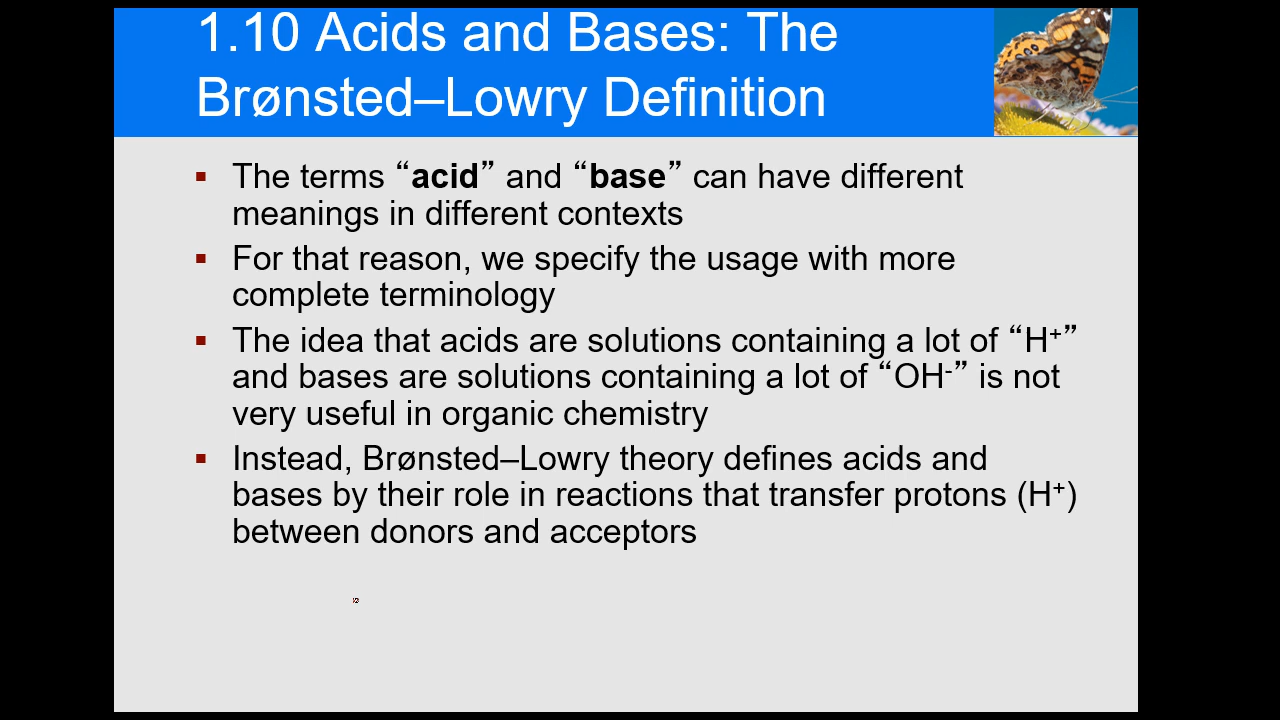 1.10 Acids and Bases: The
Brønsted–Lowry Definition
▪ The terms “acid” and “base” can have different
meanings in different contexts
▪ For that reason, we specify the usage with more
complete terminology
▪ The idea that acids are solutions containing a lot of “H⁺”
and bases are solutions containing a lot of “OH⁻” is not
very useful in organic chemistry
▪ Instead, Brønsted–Lowry theory defines acids and
bases by their role in reactions that transfer protons (H⁺)
between donors and acceptors